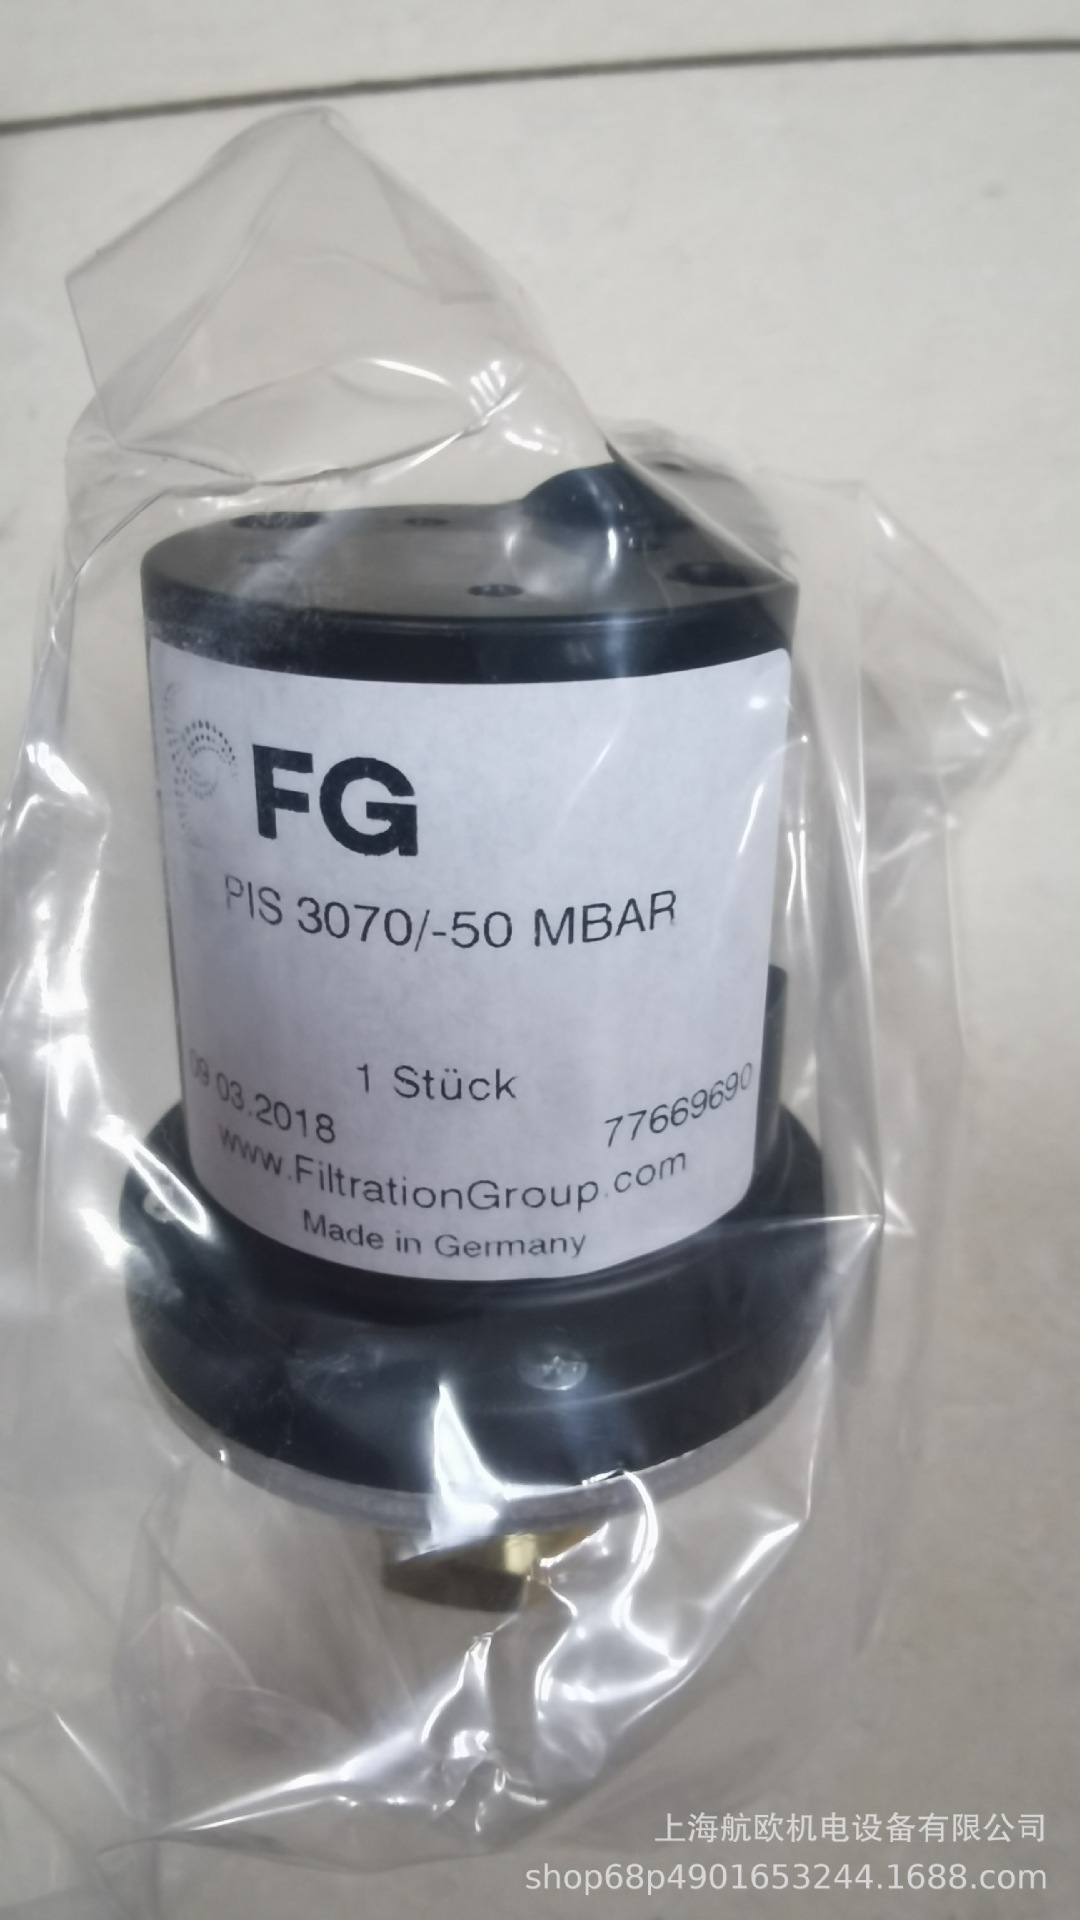 FG
PIS 3070/-50 MBAR
1 Stück
09.03.2018
77669690
www.FiltrationGroup.com
Made in Germany
上海航欧机电设备有限公司
shop68p4901653244.1688.com